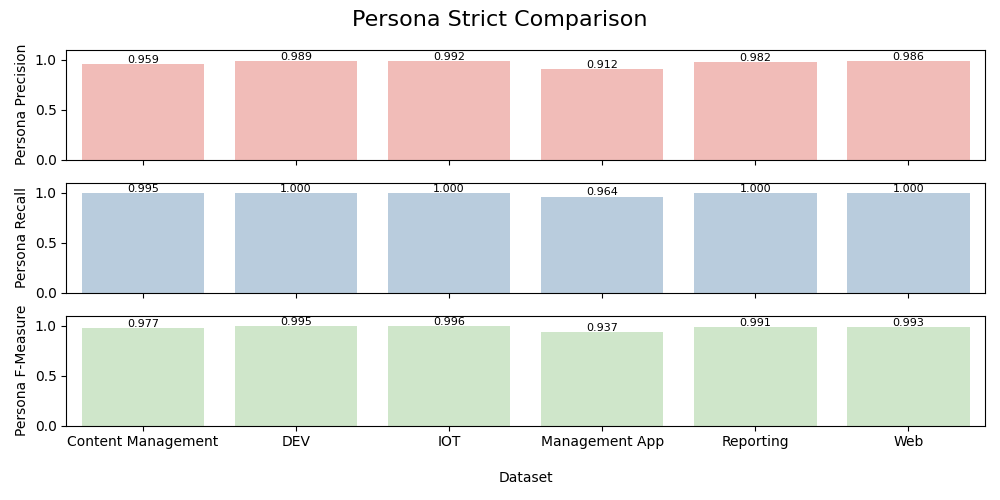 Persona Strict Comparison
Persona Precision
1.0
0.5
0.0
0.959
0.989
0.992
0.912
0.982
0.986
Persona Recall
1.0
0.5
0.0
0.995
1.000
1.000
0.964
1.000
1.000
Persona F-Measure
1.0
0.5
0.0
0.977
0.995
0.996
0.937
0.991
0.993
Content Management
DEV
IOT
Management App
Reporting
Web
Dataset